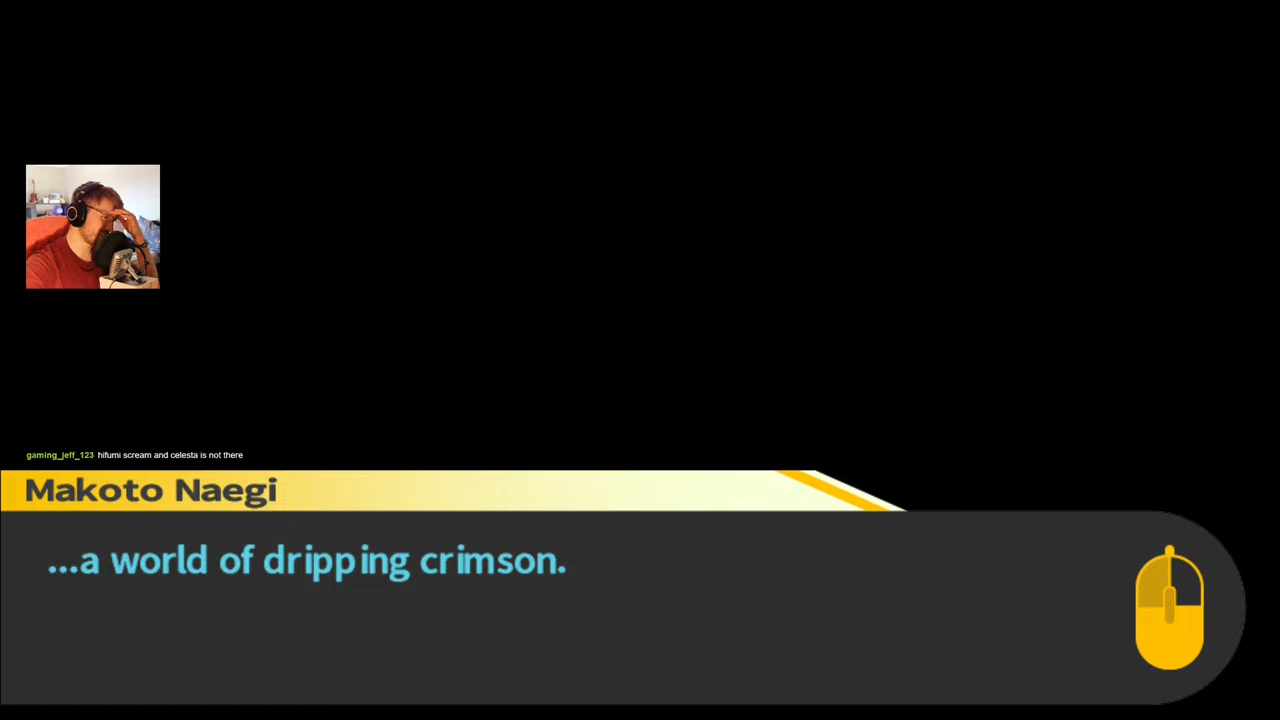 gaming_jeff_123 hifumi scream and celesta is not there
Makoto Naegi
...a world of dripping crimson.